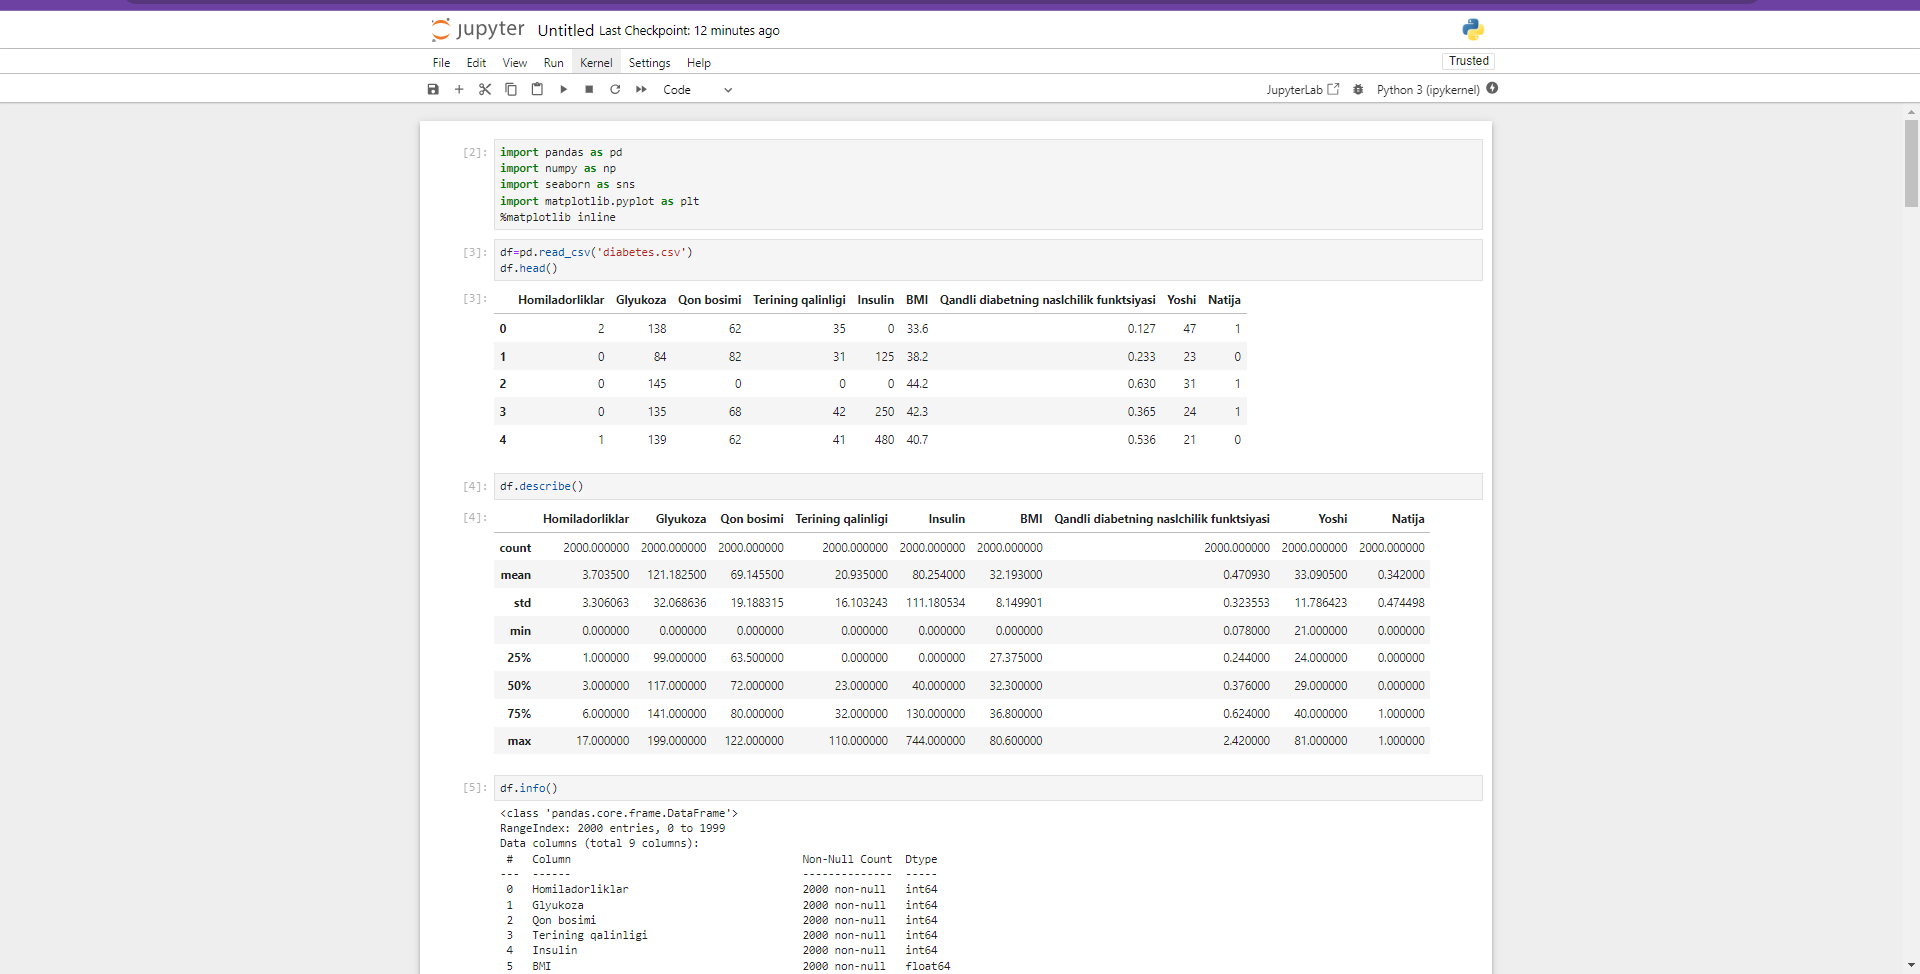 jupyter Untitled Last Checkpoint: 12 minutes ago
File Edit View Run Kernel Settings Help Trusted
Code JupyterLab Python 3 (ipykernel)
[2]: import pandas as pd
import numpy as np
import seaborn as sns
import matplotlib.pyplot as plt
%matplotlib inline
[3]: df=pd.read_csv('diabetes.csv')
df.head()
[3]: Homiladorliklar Glyukoza Qon bosimi Terining qalinligi Insulin BMI Qandli diabetning naslchilik funktsiyasi Yoshi Natija
0 2 138 62 35 0 33.6 0.127 47 1
1 0 84 82 31 125 38.2 0.233 23 0
2 0 145 0 0 0 44.2 0.630 31 1
3 0 135 68 42 250 42.3 0.365 24 1
4 1 139 62 41 480 40.7 0.536 21 0
[4]: df.describe()
[4]: Homiladorliklar Glyukoza Qon bosimi Terining qalinligi Insulin BMI Qandli diabetning naslchilik funktsiyasi Yoshi Natija
count 2000.000000 2000.000000 2000.000000 2000.000000 2000.000000 2000.000000 2000.000000 2000.000000 2000.000000
mean 3.703500 121.182500 69.145500 20.935000 80.254000 32.193000 0.470930 33.090500 0.342000
std 3.306063 32.068636 19.188315 16.103243 111.180534 8.149901 0.323553 11.786423 0.474498
min 0.000000 0.000000 0.000000 0.000000 0.000000 0.000000 0.078000 21.000000 0.000000
25% 1.000000 99.000000 63.500000 0.000000 0.000000 27.375000 0.244000 24.000000 0.000000
50% 3.000000 117.000000 72.000000 23.000000 40.000000 32.300000 0.376000 29.000000 0.000000
75% 6.000000 141.000000 80.000000 32.000000 130.000000 36.800000 0.624000 40.000000 1.000000
max 17.000000 199.000000 122.000000 110.000000 744.000000 80.600000 2.420000 81.000000 1.000000
[5]: df.info()
<class 'pandas.core.frame.DataFrame'>
RangeIndex: 2000 entries, 0 to 1999
Data columns (total 9 columns):
# Column Non-Null Count Dtype
--- ------ -------------- -----
0 Homiladorliklar 2000 non-null int64
1 Glyukoza 2000 non-null int64
2 Qon bosimi 2000 non-null int64
3 Terining qalinligi 2000 non-null int64
4 Insulin 2000 non-null int64
5 BMI 2000 non-null float64